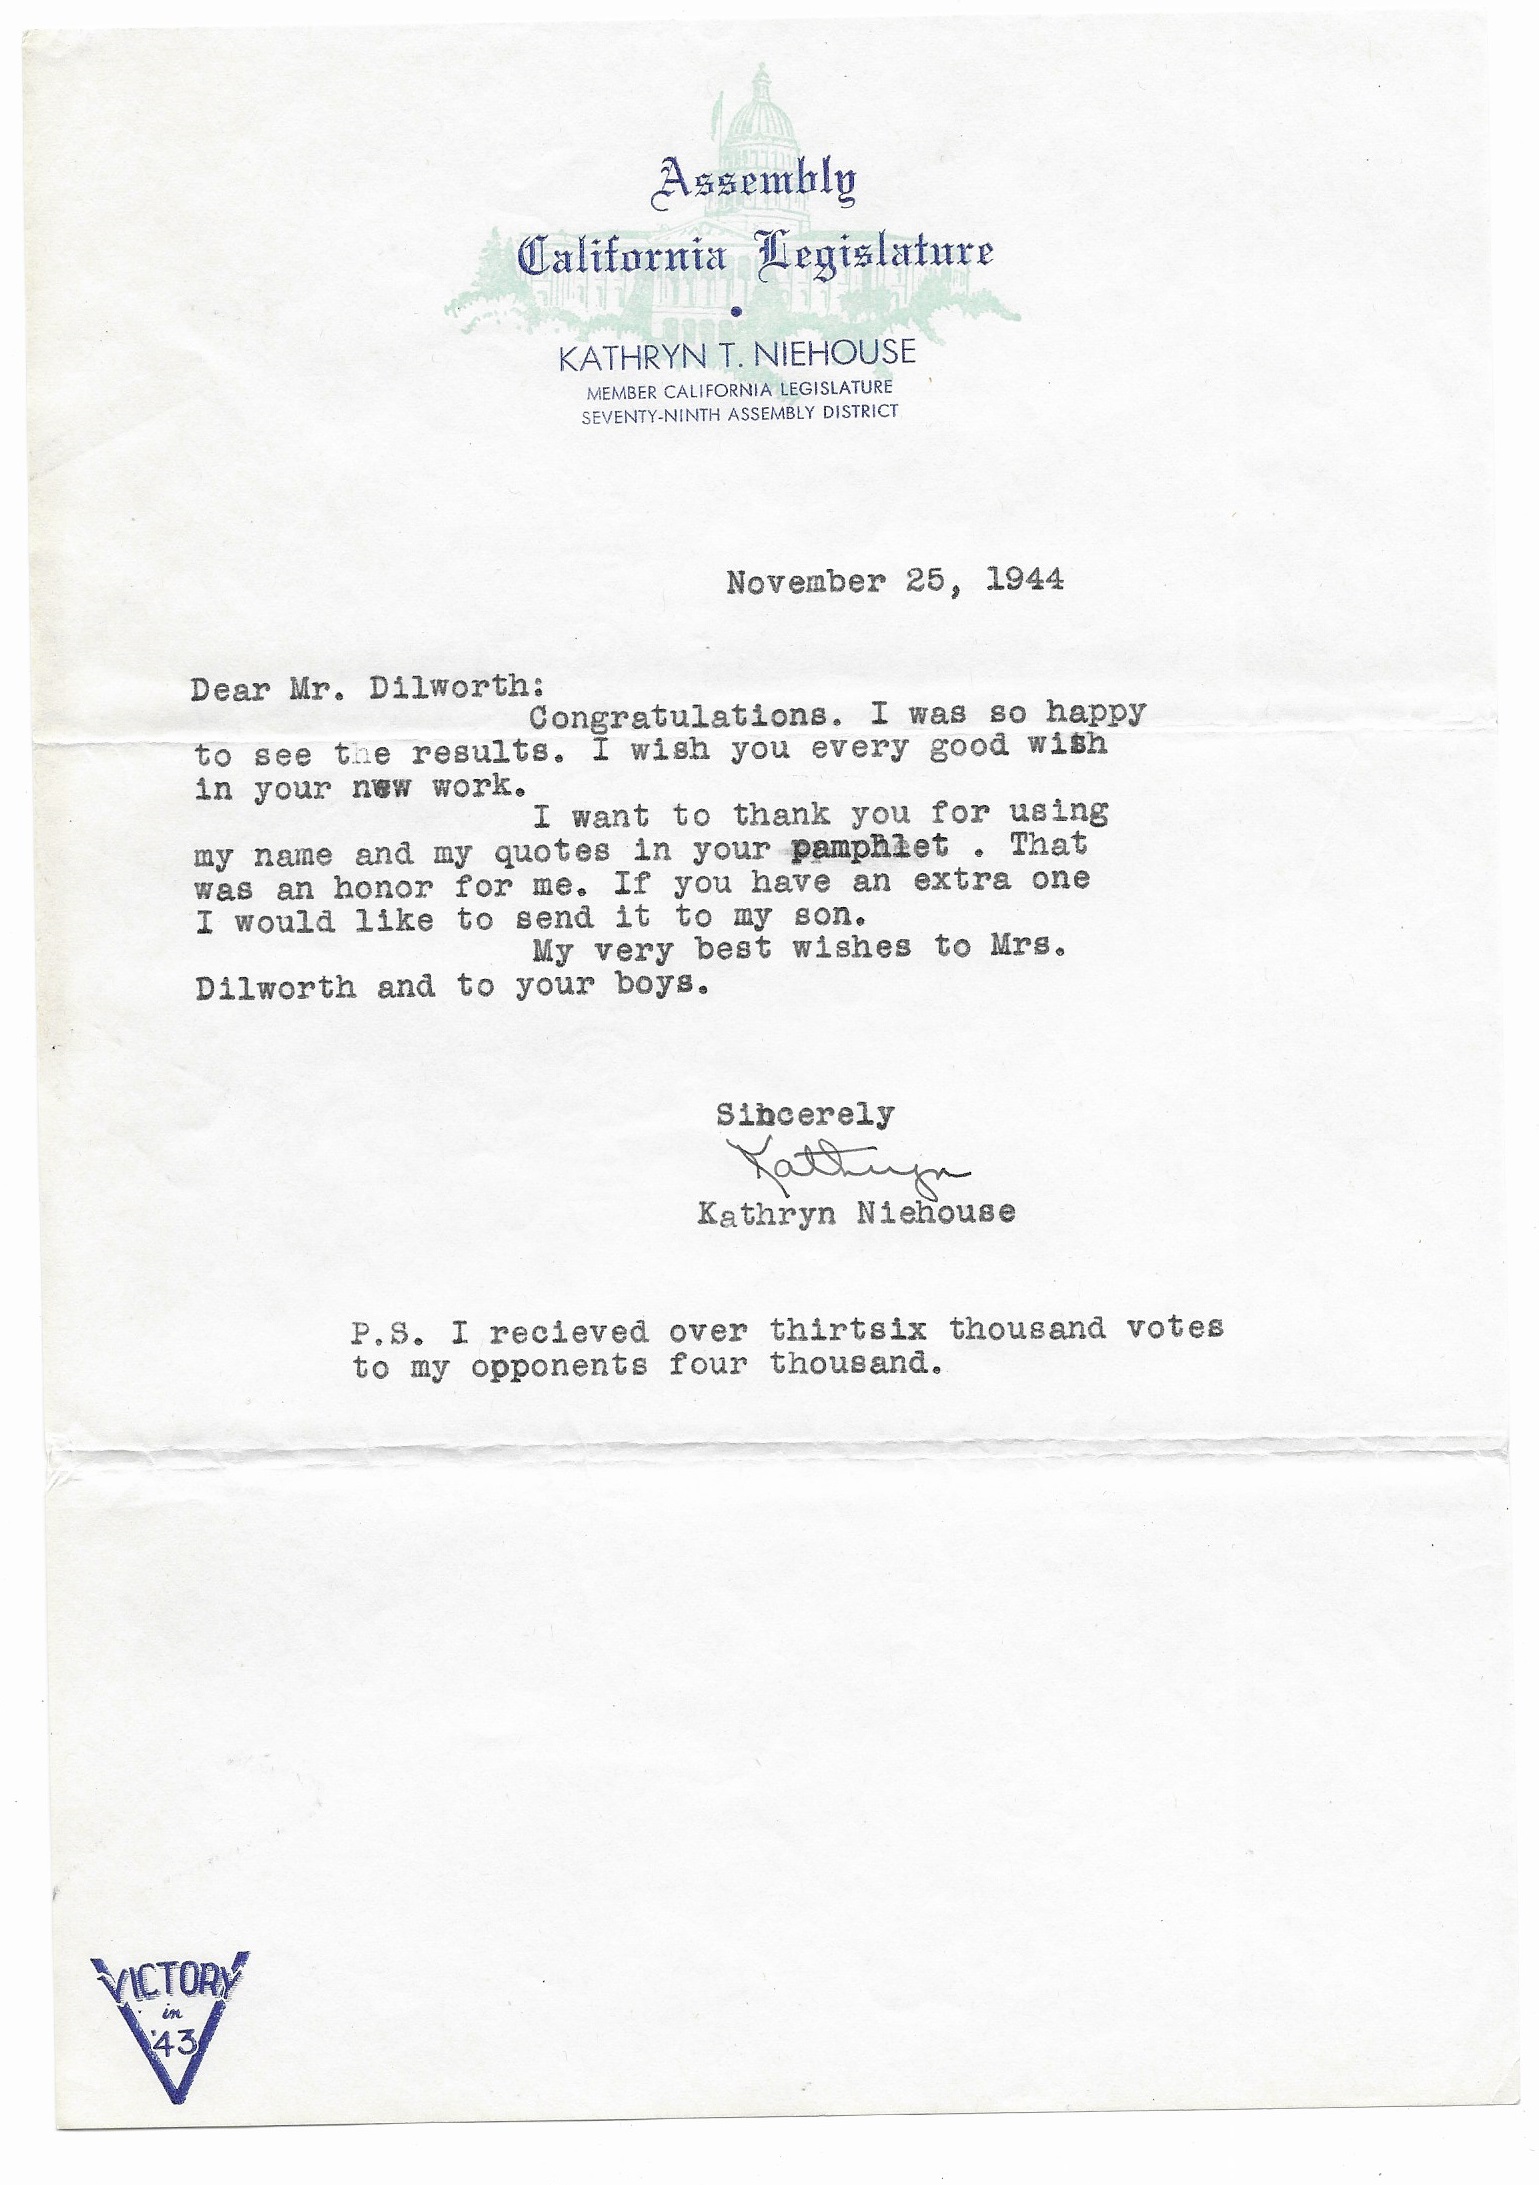 Assembly
California Legislature
•
KATHRYN T. NIEHOUSE
MEMBER CALIFORNIA LEGISLATURE
SEVENTY-NINTH ASSEMBLY DISTRICT
November 25, 1944
Dear Mr. Dilworth:
Congratulations. I was so happy
to see the results. I wish you every good wish
in your new work.
I want to thank you for using
my name and my quotes in your pamphlet . That
was an honor for me. If you have an extra one
I would like to send it to my son.
My very best wishes to Mrs.
Dilworth and to your boys.
Sincerely
Kathryn
Kathryn Niehouse
P.S. I recieved over thirtsix thousand votes
to my opponents four thousand.
VICTORY
in
'43